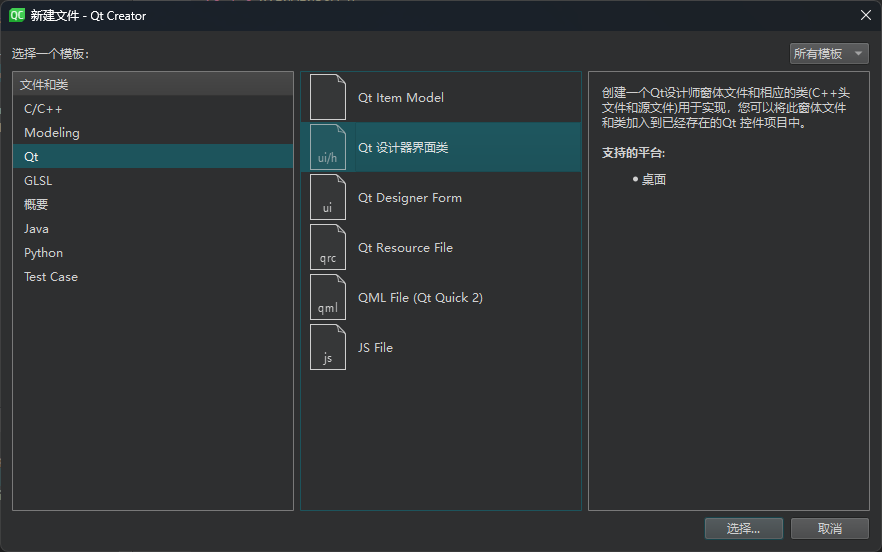 QC 新建文件 - Qt Creator
选择一个模板：
所有模板
文件和类
C/C++
Modeling
Qt
GLSL
概要
Java
Python
Test Case
Qt Item Model
ui/h
Qt 设计器界面类
ui
Qt Designer Form
qrc
Qt Resource File
qml
QML File (Qt Quick 2)
js
JS File
创建一个Qt设计师窗体文件和相应的类(C++头
文件和源文件)用于实现，您可以将此窗体文件
和类加入到已经存在的Qt 控件项目中。
支持的平台:
• 桌面
选择...
取消